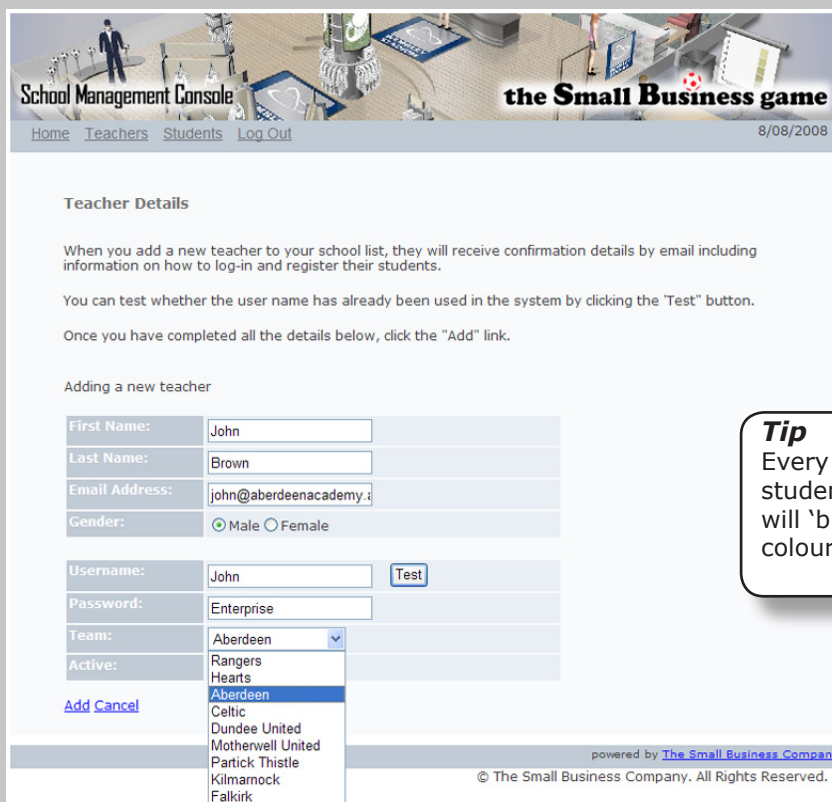 School Management Console
the Small Business game
Home Teachers Students Log Out
8/08/2008
Teacher Details
When you add a new teacher to your school list, they will receive confirmation details by email including
information on how to log-in and register their students.
You can test whether the user name has already been used in the system by clicking the 'Test" button.
Once you have completed all the details below, click the "Add" link.
Adding a new teacher
First Name: John
Last Name: Brown
Email Address: john@aberdeenacademy.a
Gender: Male Female
Username: John Test
Password: Enterprise
Team: Aberdeen
Active:
Rangers
Hearts
Aberdeen
Celtic
Dundee United
Motherwell United
Partick Thistle
Kilmarnock
Falkirk
Add Cancel
Tip
Every
studen
will ‘b
colour
powered by The Small Business Compan
© The Small Business Company. All Rights Reserved.